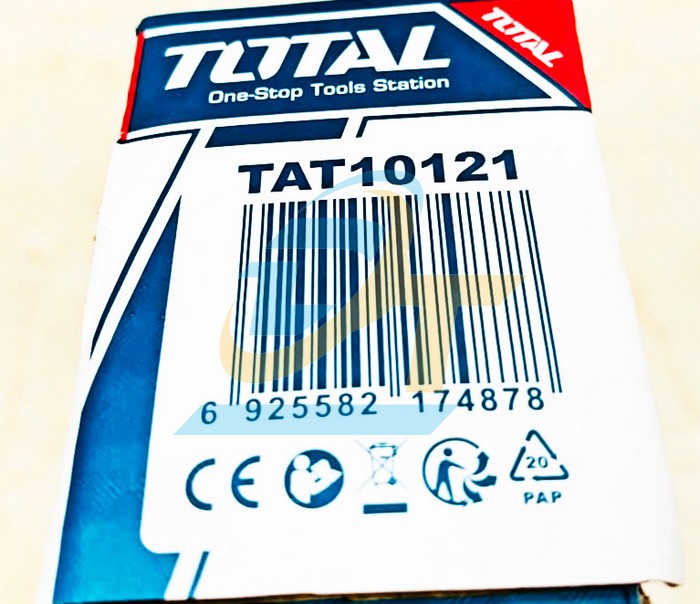 TOTAL
TOTAL
One-Stop Tools Station
TAT10121
6 925582 174878
CE
20
PAP